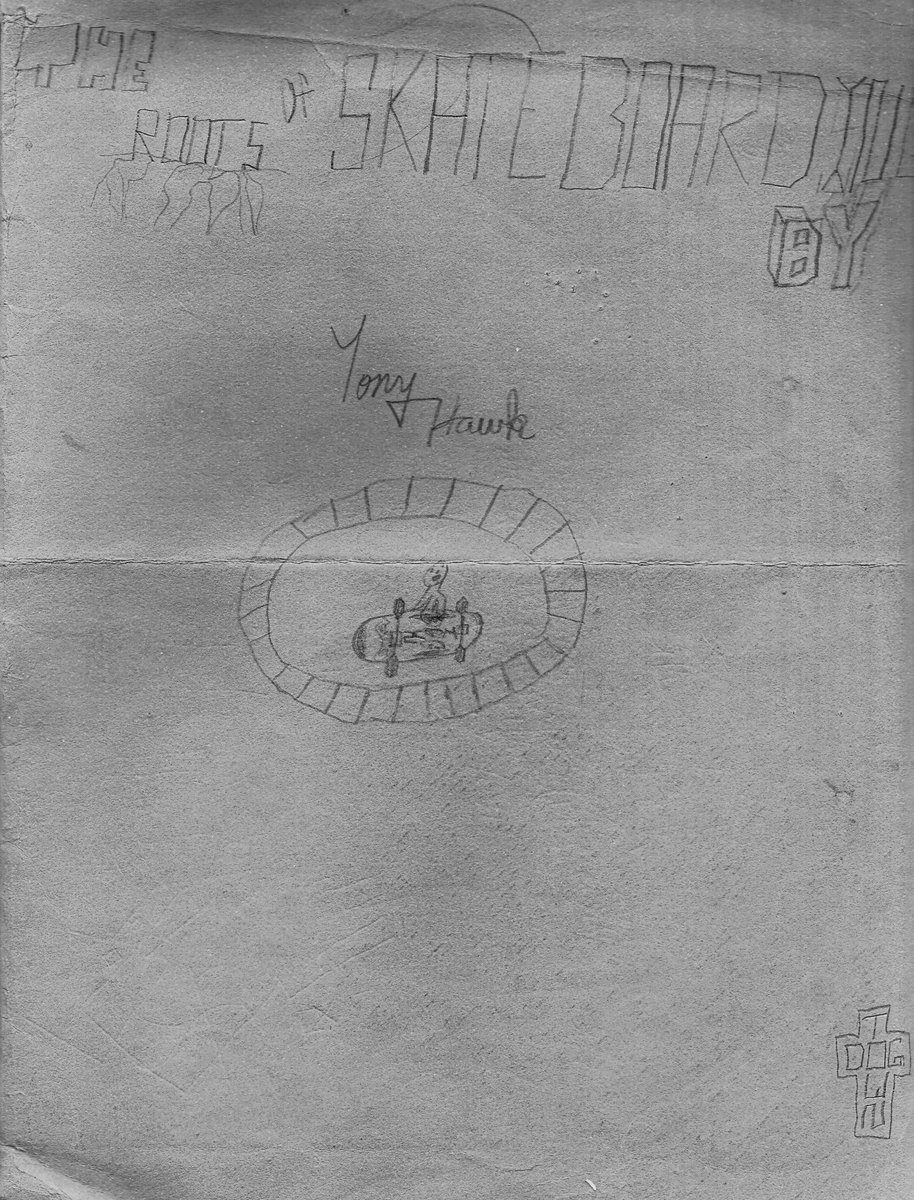 THE
ROOTS Of SKATEBOARDING
BY
Tony
Hawk
T
DOG
W
N